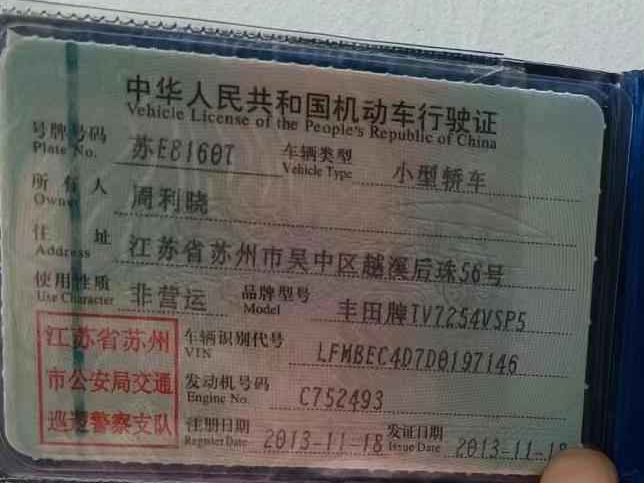 中华人民共和国机动车行驶证
Vehicle License of the People's Republic of China
号牌号码 苏E8160T 车辆类型 小型轿车
Plate No. Vehicle Type
所有人 周利晓
Owner
住址 江苏省苏州市吴中区越溪后珠56号
Address
使用性质 非营运 品牌型号 丰田牌TV7254VSP5
Use Character Model
江苏省苏州 车辆识别代号 LFMBEC4D7D0197146
VIN
市公安局交通 发动机号码 C752493
Engine No.
巡逻警察支队 注册日期 2013-11-18 发证日期 2013-11-18
Register Date Issue Date